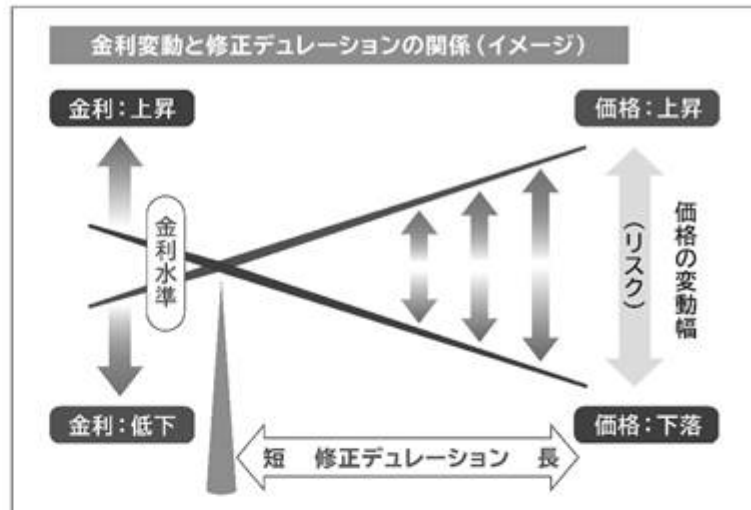 金利変動と修正デュレーションの関係(イメージ)
金利:上昇
価格:上昇
金利水準
価格の変動幅
(リスク)
金利:低下
価格:下落
短 修正デュレーション 長